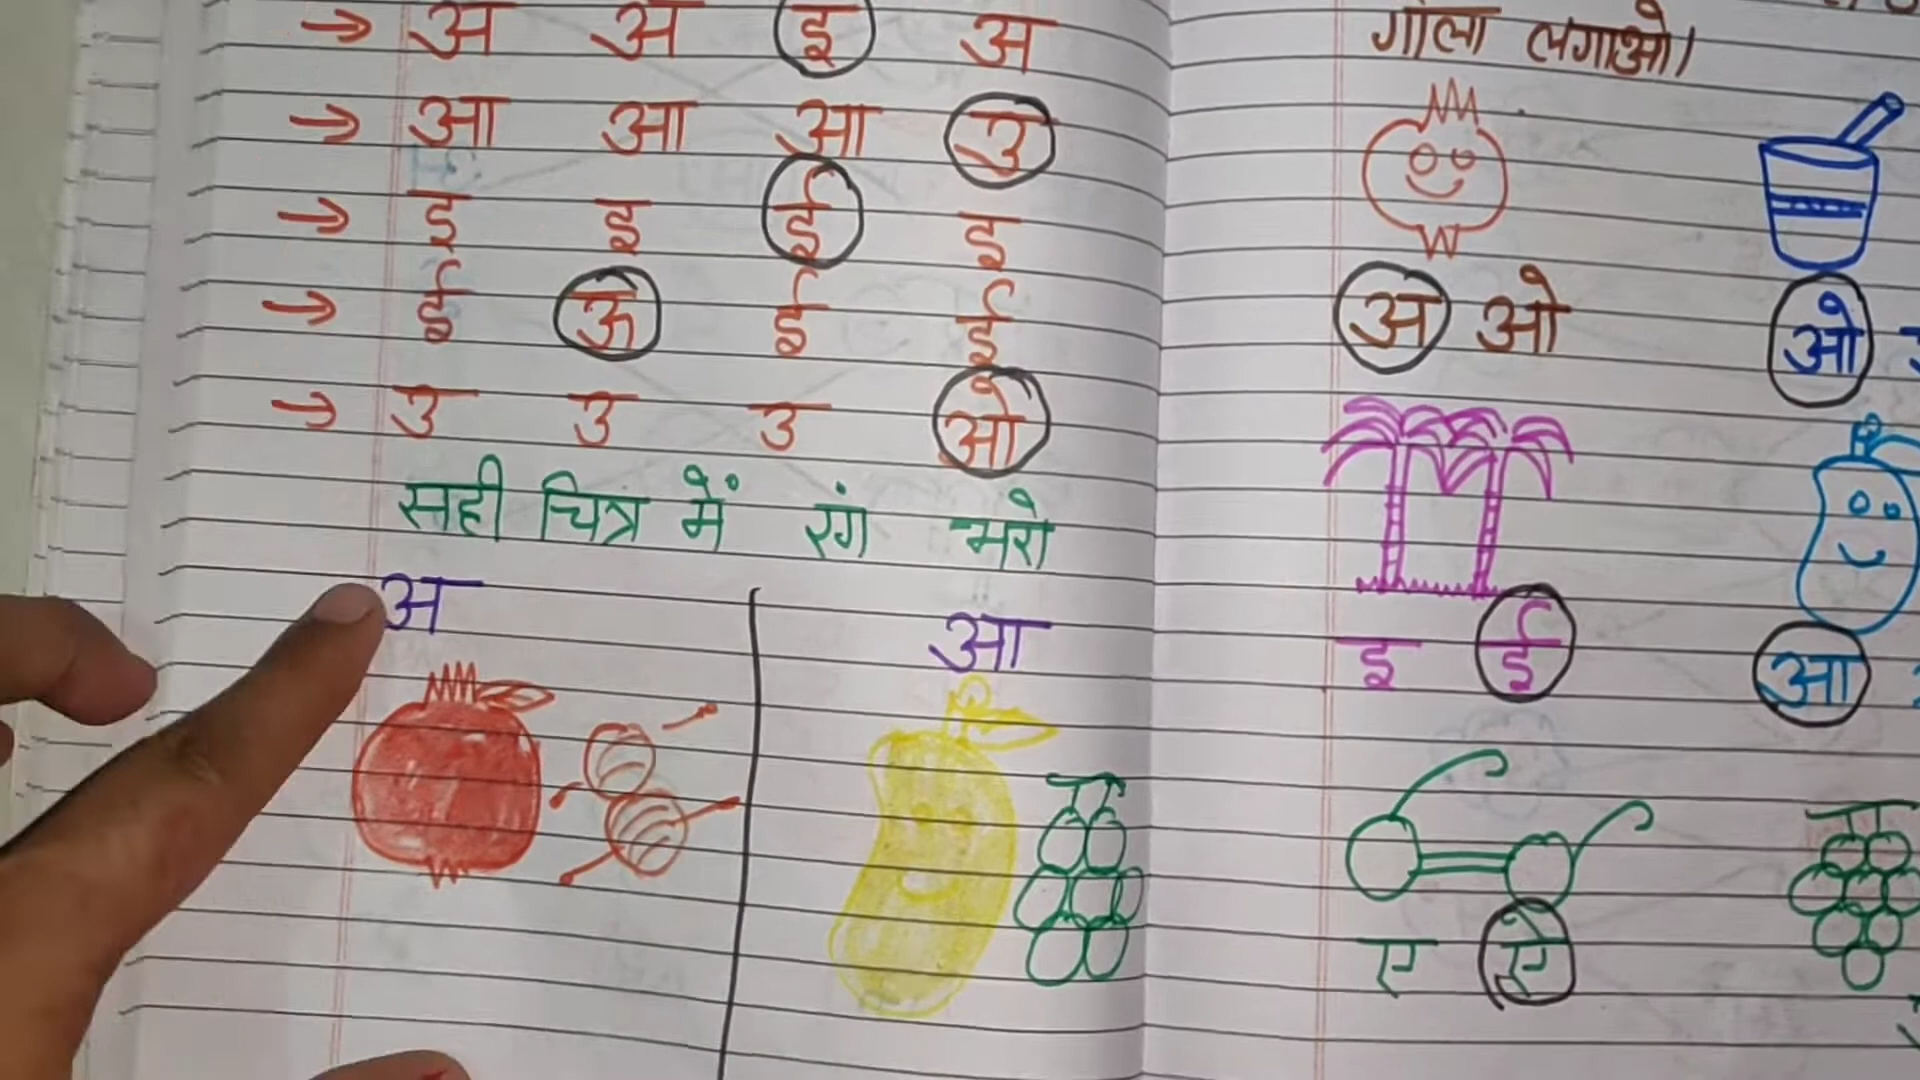 → अ अ इ अ
→ आ आ आ उ
→ इ इ ई इ
→ ई ऊ ई ई
→ उ उ उ ओ
सही चित्र में रंग भरो
अ आ
गोला लगाओ।
अ ओ ओ
इ ई आ
ए ऐ